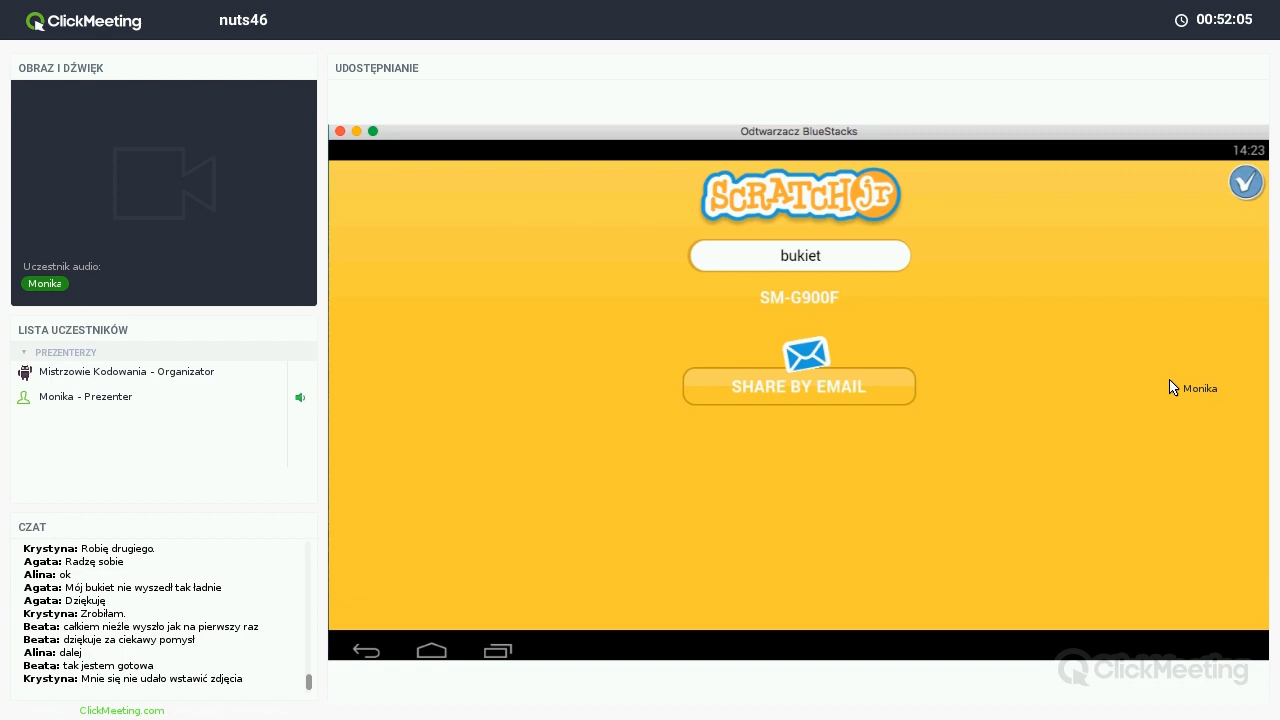 ClickMeeting
nuts46
00:52:05
OBRAZ I DŹWIĘK
Uczestnik audio:
Monika
LISTA UCZESTNIKÓW
PREZENTERZY
Mistrzowie Kodowania - Organizator
Monika - Prezenter
CZAT
Krystyna: Robię drugiego.
Agata: Radzę sobie
Alina: ok
Agata: Mój bukiet nie wyszedł tak ładnie
Agata: Dziękuję
Krystyna: Zrobiłam.
Beata: całkiem nieźle wyszło jak na pierwszy raz
Beata: dziękuje za ciekawy pomysł
Alina: dalej
Beata: tak jestem gotowa
Krystyna: Mnie się nie udało wstawić zdjęcia
ClickMeeting.com
UDOSTĘPNIANIE
Odtwarzacz BlueStacks
14:23
SCRATCH jr
bukiet
SM-G900F
SHARE BY EMAIL
Monika
ClickMeeting